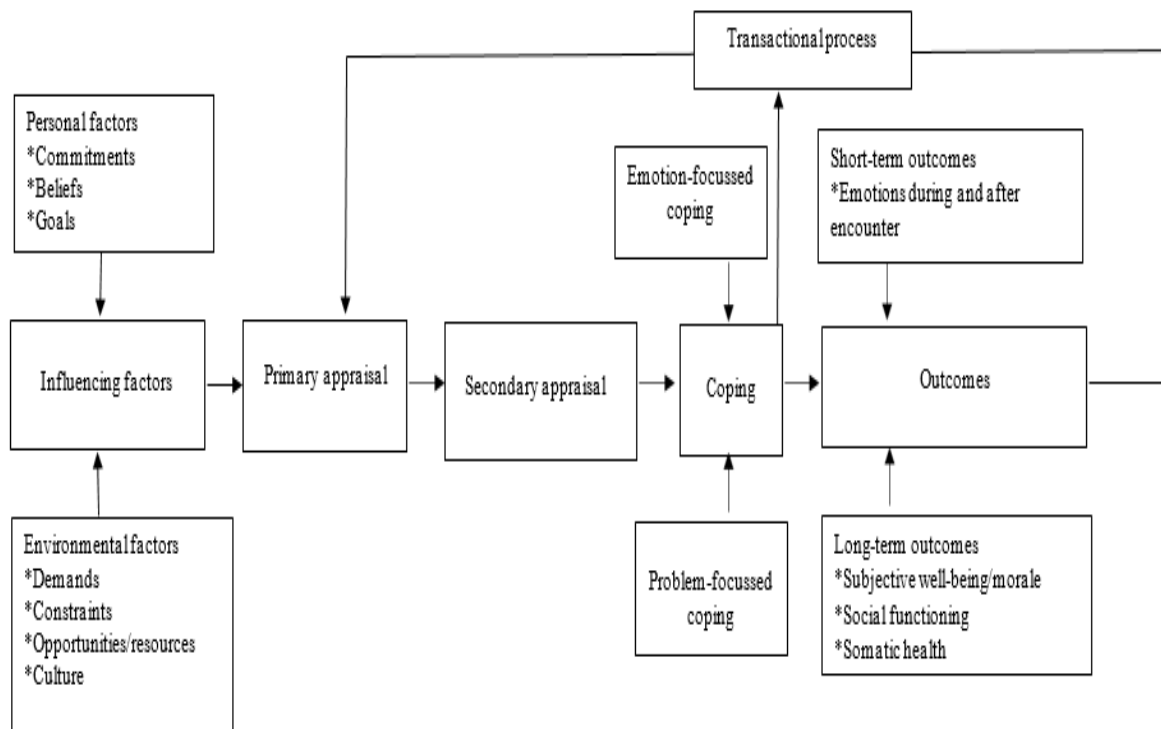 Transactional process
Personal factors
*Commitments
*Beliefs
*Goals
Emotion-focussed
coping
Short-term outcomes
*Emotions during and after
encounter
Influencing factors
Primary appraisal
Secondary appraisal
Coping
Outcomes
Environmental factors
*Demands
*Constraints
*Opportunities/resources
*Culture
Problem-focussed
coping
Long-term outcomes
*Subjective well-being/morale
*Social functioning
*Somatic health